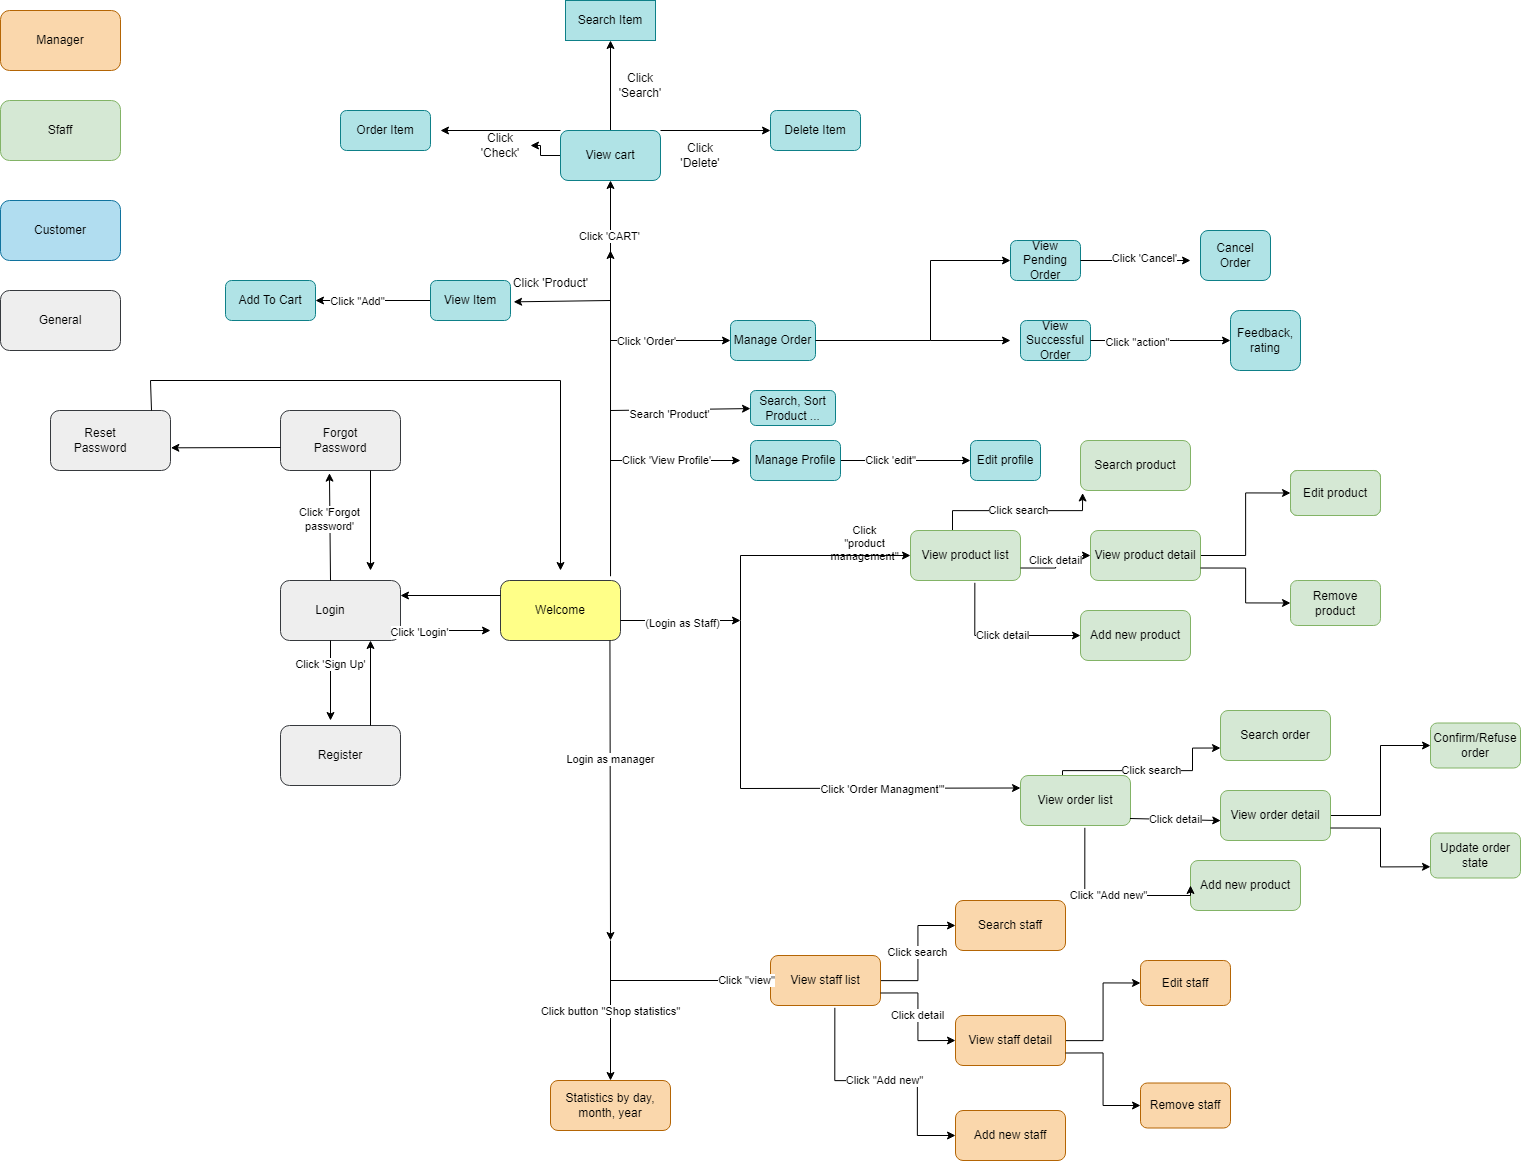 Search Item
Manager
Click
'Search'
Sfaff
Order Item
Click
'Check'
View cart
Click
'Delete'
Delete Item
Customer
Click 'CART'
View
Pending
Order
Click 'Cancel'
Cancel
Order
General
Add To Cart
Click "Add"
View Item
Click 'Product'
Click 'Order'
Manage Order
View
Successful
Order
Click "action"
Feedback,
rating
Search 'Product'
Search, Sort
Product ...
Reset
Password
Forgot
Password
Click 'View Profile'
Manage Profile
Click 'edit"
Edit profile
Search product
Click 'Forgot
password'
Click search
Edit product
Click
"product
management"
View product list
Click detail
View product detail
Login
Click 'Login'
Welcome
(Login as Staff)
Remove
product
Click detail
Add new product
Click 'Sign Up'
Register
Login as manager
Search order
Click search
Confirm/Refuse
order
Click 'Order Managment'"
View order list
Click detail
View order detail
Update order
state
Click "Add new"
Add new product
Search staff
Click search
Click "view"
View staff list
Edit staff
Click button "Shop statistics"
Click detail
View staff detail
Click "Add new"
Statistics by day,
month, year
Remove staff
Add new staff